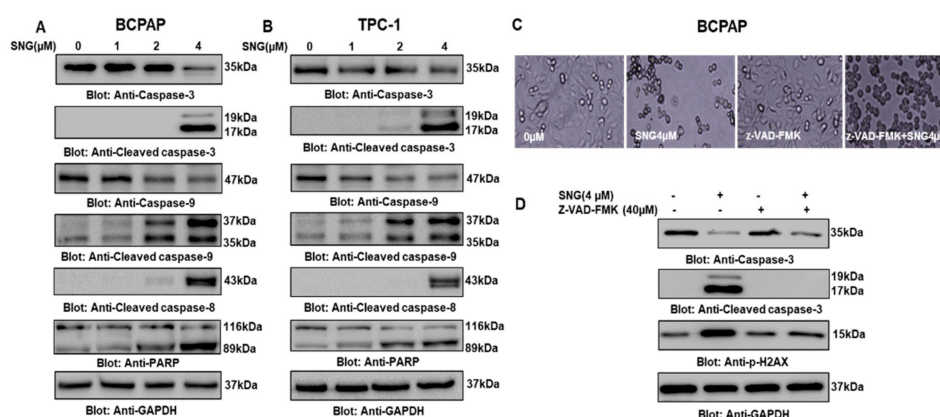 A BCPAP
SNG(μM) 0 1 2 4
35kDa
Blot: Anti-Caspase-3
19kDa
17kDa
Blot: Anti-Cleaved caspase-3
47kDa
Blot: Anti-Caspase-9
37kDa
35kDa
Blot: Anti-Cleaved caspase-9
43kDa
Blot: Anti-Cleaved caspase-8
116kDa
89kDa
Blot: Anti-PARP
37kDa
Blot: Anti-GAPDH
B TPC-1
SNG(μM) 0 1 2 4
35kDa
Blot: Anti-Caspase-3
19kDa
17kDa
Blot: Anti-Cleaved caspase-3
47kDa
Blot: Anti-Caspase-9
37kDa
35kDa
Blot: Anti-Cleaved caspase-9
43kDa
Blot: Anti-Cleaved caspase-8
116kDa
89kDa
Blot: Anti-PARP
37kDa
Blot: Anti-GAPDH
C BCPAP
0μM SNG4μM z-VAD-FMK z-VAD-FMK+SNG4μM
D
SNG(4 μM) - + - +
Z-VAD-FMK (40μM) - - + +
35kDa
Blot: Anti-Caspase-3
19kDa
17kDa
Blot: Anti-Cleaved caspase-3
15kDa
Blot: Anti-p-H2AX
37kDa
Blot: Anti-GAPDH